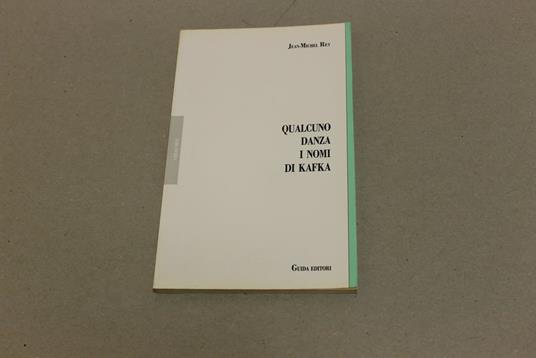 Jean-Michel Rey
QUALCUNO
DANZA
I NOMI
DI KAFKA
Guida editori